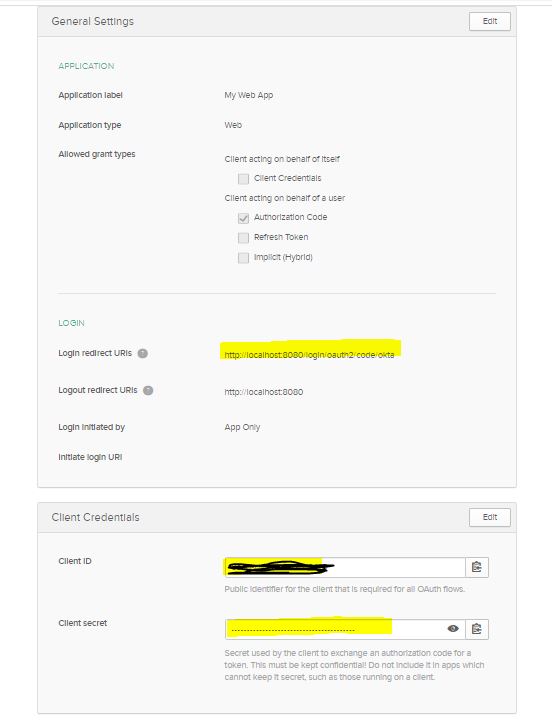 General Settings
Edit
APPLICATION
Application label
My Web App
Application type
Web
Allowed grant types
Client acting on behalf of itself
Client Credentials
Client acting on behalf of a user
Authorization Code
Refresh Token
Implicit (Hybrid)
LOGIN
Login redirect URIs ?
http://localhost:8080/login/oauth2/code/okta
Logout redirect URIs ?
http://localhost:8080
Login initiated by
App Only
Initiate login URI
Client Credentials
Edit
Client ID
Public identifier for the client that is required for all OAuth flows.
Client secret
Secret used by the client to exchange an authorization code for a
token. This must be kept confidential! Do not include it in apps which
cannot keep it secret, such as those running on a client.